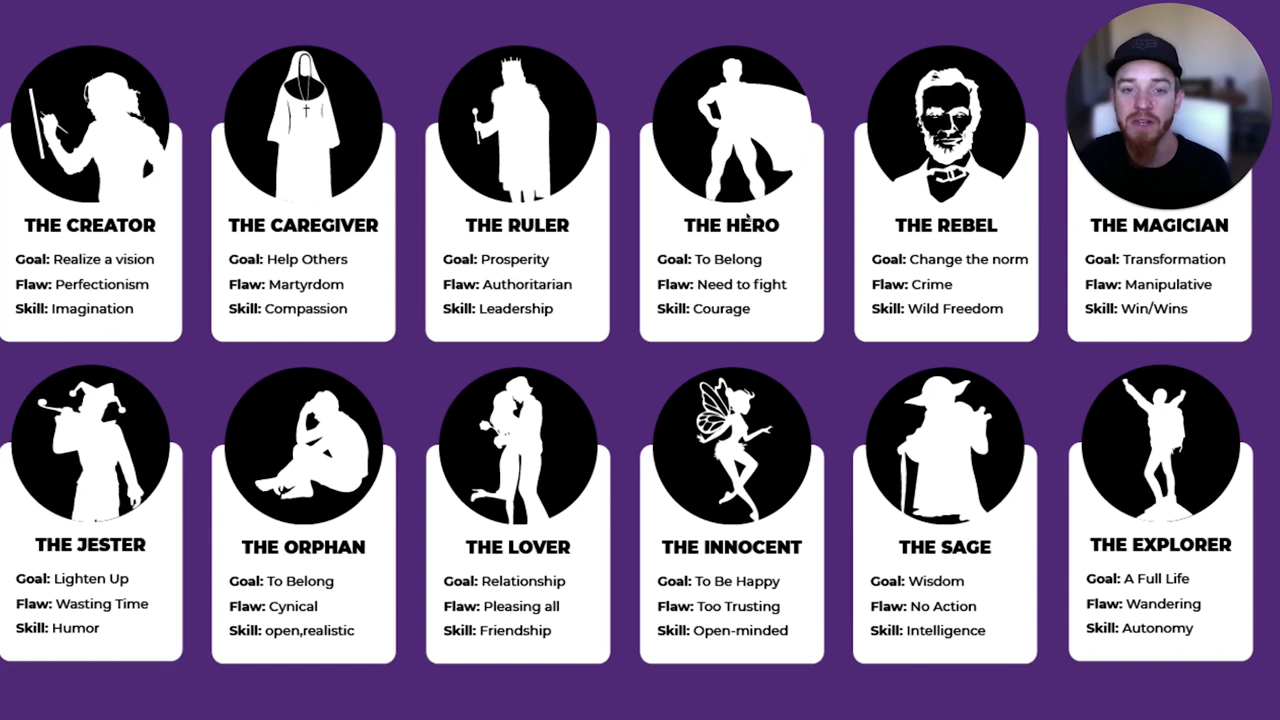 THE CREATOR
Goal: Realize a vision
Flaw: Perfectionism
Skill: Imagination
THE CAREGIVER
Goal: Help Others
Flaw: Martyrdom
Skill: Compassion
THE RULER
Goal: Prosperity
Flaw: Authoritarian
Skill: Leadership
THE HERO
Goal: To Belong
Flaw: Need to fight
Skill: Courage
THE REBEL
Goal: Change the norm
Flaw: Crime
Skill: Wild Freedom
THE MAGICIAN
Goal: Transformation
Flaw: Manipulative
Skill: Win/Wins
THE JESTER
Goal: Lighten Up
Flaw: Wasting Time
Skill: Humor
THE ORPHAN
Goal: To Belong
Flaw: Cynical
Skill: open,realistic
THE LOVER
Goal: Relationship
Flaw: Pleasing all
Skill: Friendship
THE INNOCENT
Goal: To Be Happy
Flaw: Too Trusting
Skill: Open-minded
THE SAGE
Goal: Wisdom
Flaw: No Action
Skill: Intelligence
THE EXPLORER
Goal: A Full Life
Flaw: Wandering
Skill: Autonomy